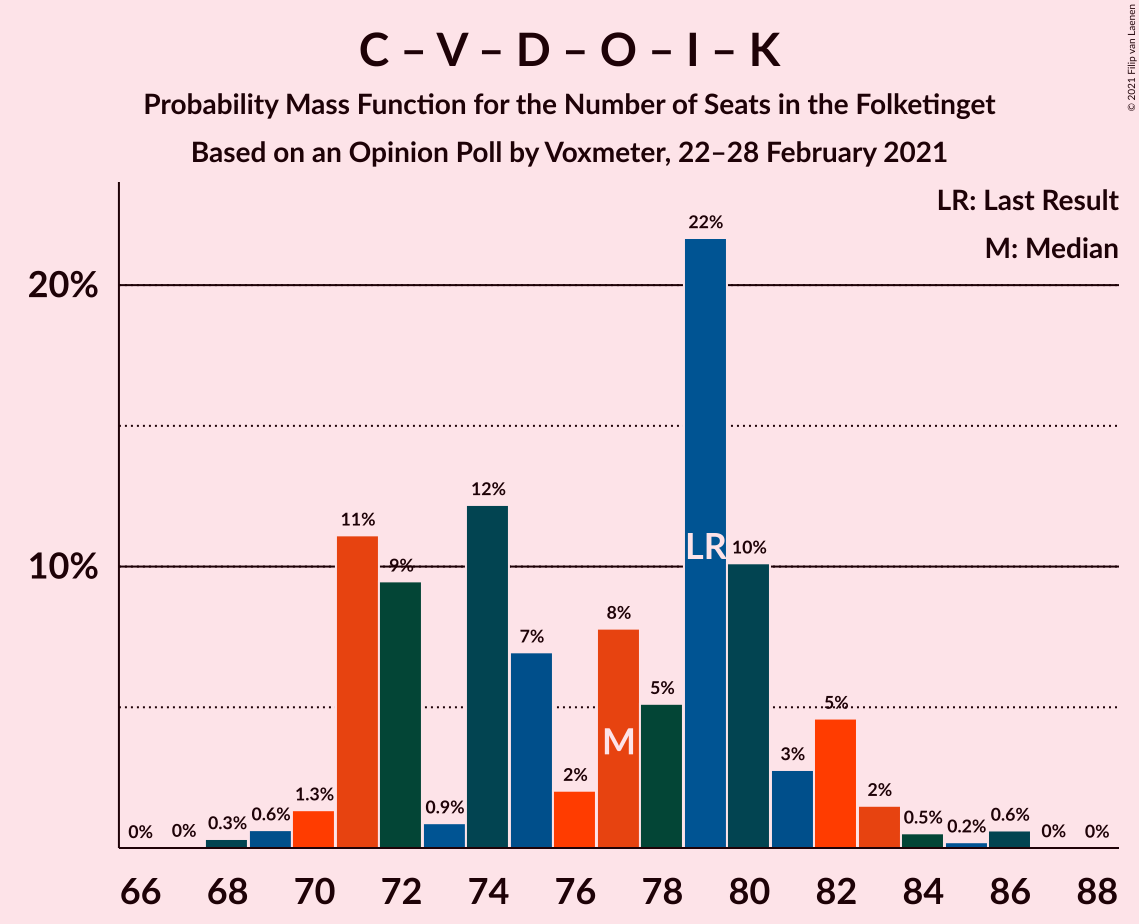 C – V – D – O – I – K
Probability Mass Function for the Number of Seats in the Folketinget
Based on an Opinion Poll by Voxmeter, 22–28 February 2021
© 2021 Filip van Laenen
LR: Last Result
M: Median
20%
10%
0%
0%
0.3%
0.6%
1.3%
11%
9%
0.9%
12%
7%
2%
8%
5%
22%
10%
3%
5%
2%
0.5%
0.2%
0.6%
0%
0%
M
LR
66 68 70 72 74 76 78 80 82 84 86 88